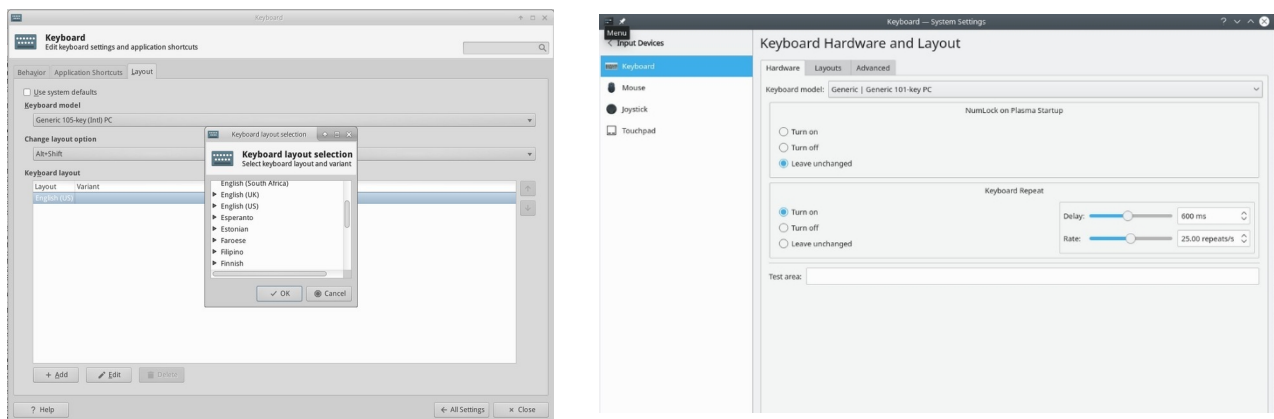 Keyboard
Keyboard
Edit keyboard settings and application shortcuts
Behavior Application Shortcuts Layout
Use system defaults
Keyboard model
Generic 105-key (Intl) PC
Change layout option
Alt+Shift
Keyboard layout
Layout Variant
English (US)
Keyboard layout selection
Keyboard layout selection
Select keyboard layout and variant
English (South Africa)
English (UK)
English (US)
Esperanto
Estonian
Faroese
Filipino
Finnish
OK Cancel
+ Add Edit Delete
? Help All Settings × Close
Keyboard — System Settings
Menu
Input Devices
Keyboard
Mouse
Joystick
Touchpad
Keyboard Hardware and Layout
Hardware Layouts Advanced
Keyboard model: Generic | Generic 101-key PC
NumLock on Plasma Startup
Turn on
Turn off
Leave unchanged
Keyboard Repeat
Turn on
Turn off
Leave unchanged
Delay: 600 ms
Rate: 25.00 repeats/s
Test area: